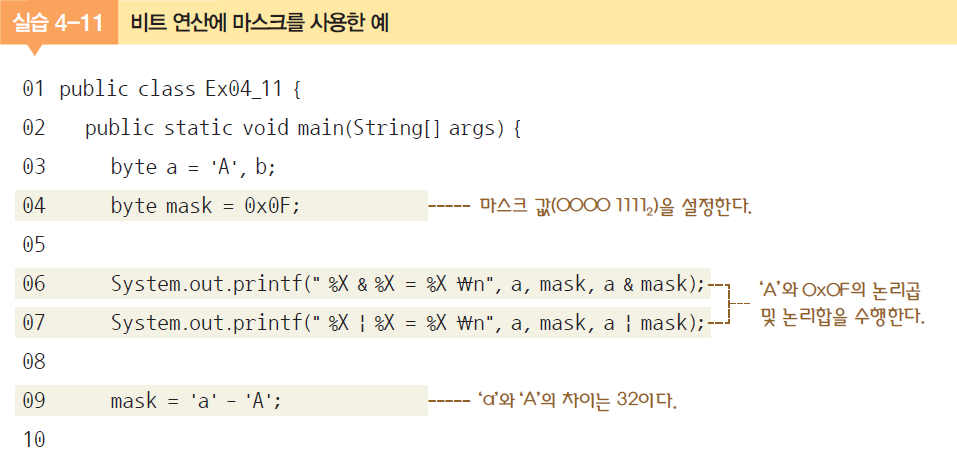 실습 4-11 비트 연산에 마스크를 사용한 예
01 public class Ex04_11 {
02 public static void main(String[] args) {
03 byte a = 'A', b;
04 byte mask = 0x0F; 마스크 값(0000 1111₂)을 설정한다.
05
06 System.out.printf(" %X & %X = %X ₩n", a, mask, a & mask);
07 System.out.printf(" %X ¦ %X = %X ₩n", a, mask, a ¦ mask);
‘A’와 0x0F의 논리곱
및 논리합을 수행한다.
08
09 mask = 'a' - 'A'; ‘a’와 ‘A’의 차이는 32이다.
10